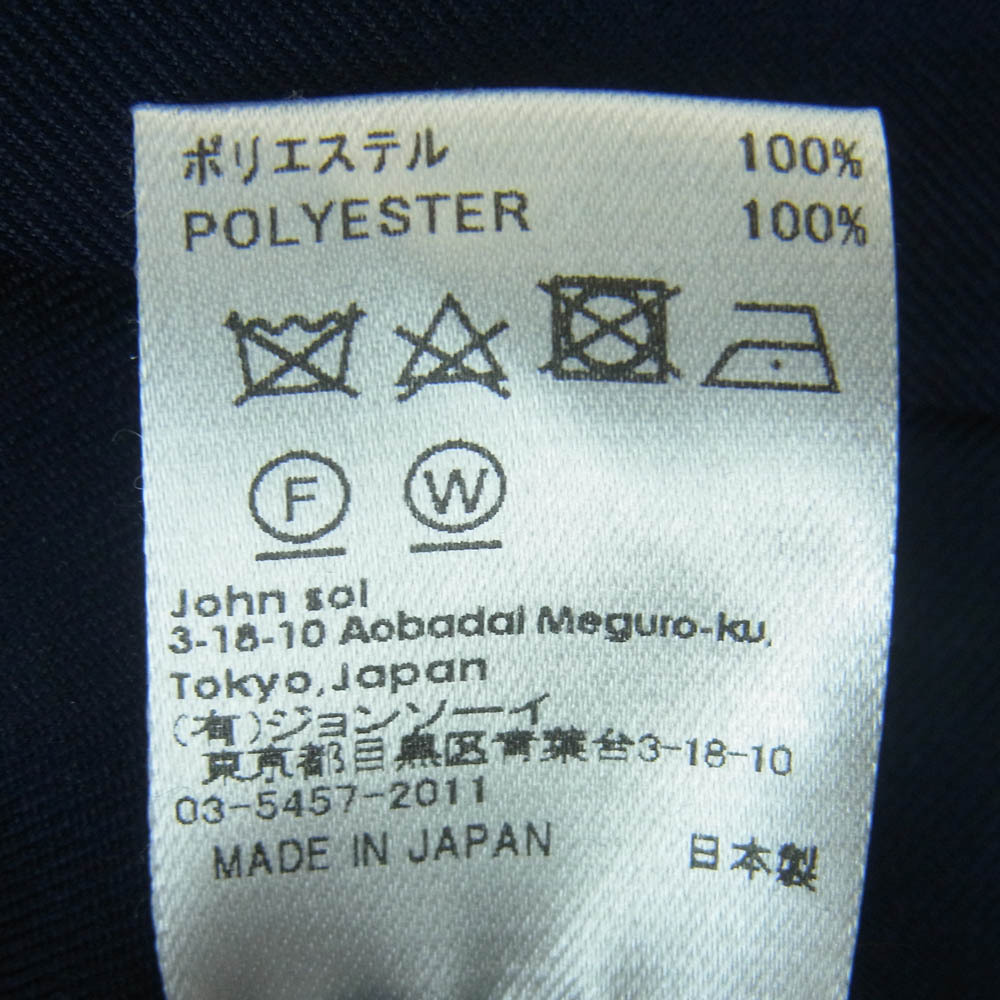 ポリエステル 100%
POLYESTER 100%
F W
John soi
3-18-10 Aobadai Meguro-ku,
Tokyo,Japan
(有)ジョンソーイ
東京都目黒区青葉台3-18-10
03-5457-2011
MADE IN JAPAN 日本製